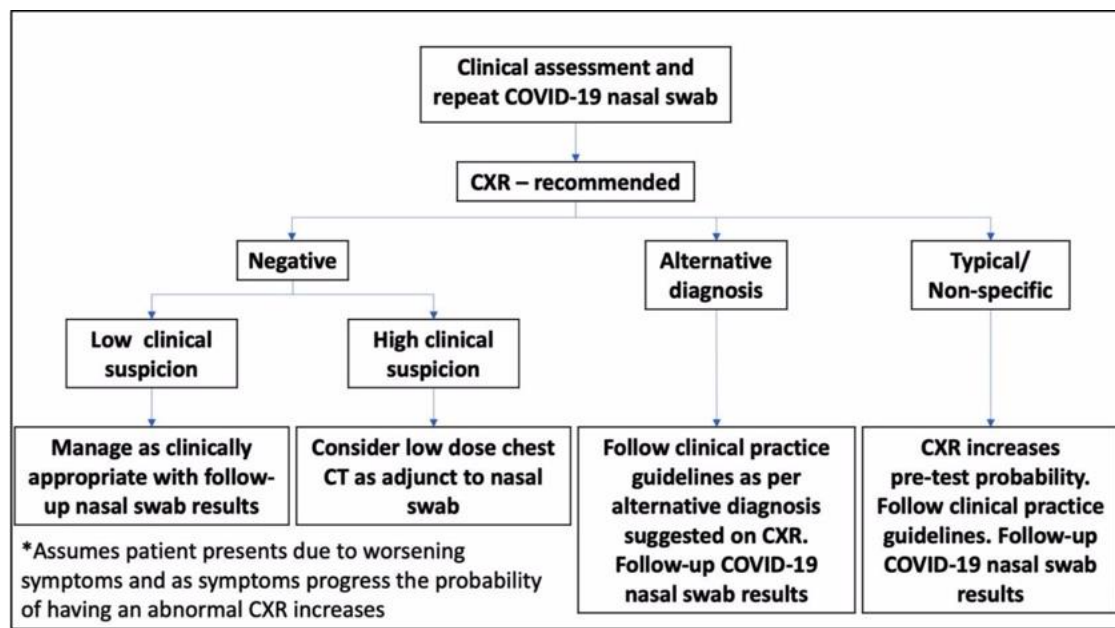 Clinical assessment and
repeat COVID-19 nasal swab
CXR – recommended
Negative
Alternative
diagnosis
Typical/
Non-specific
Low clinical
suspicion
High clinical
suspicion
Manage as clinically
appropriate with follow-
up nasal swab results
Consider low dose chest
CT as adjunct to nasal
swab
Follow clinical practice
guidelines as per
alternative diagnosis
suggested on CXR.
Follow-up COVID-19
nasal swab results
CXR increases
pre-test probability.
Follow clinical practice
guidelines. Follow-up
COVID-19 nasal swab
results
*Assumes patient presents due to worsening
symptoms and as symptoms progress the probability
of having an abnormal CXR increases